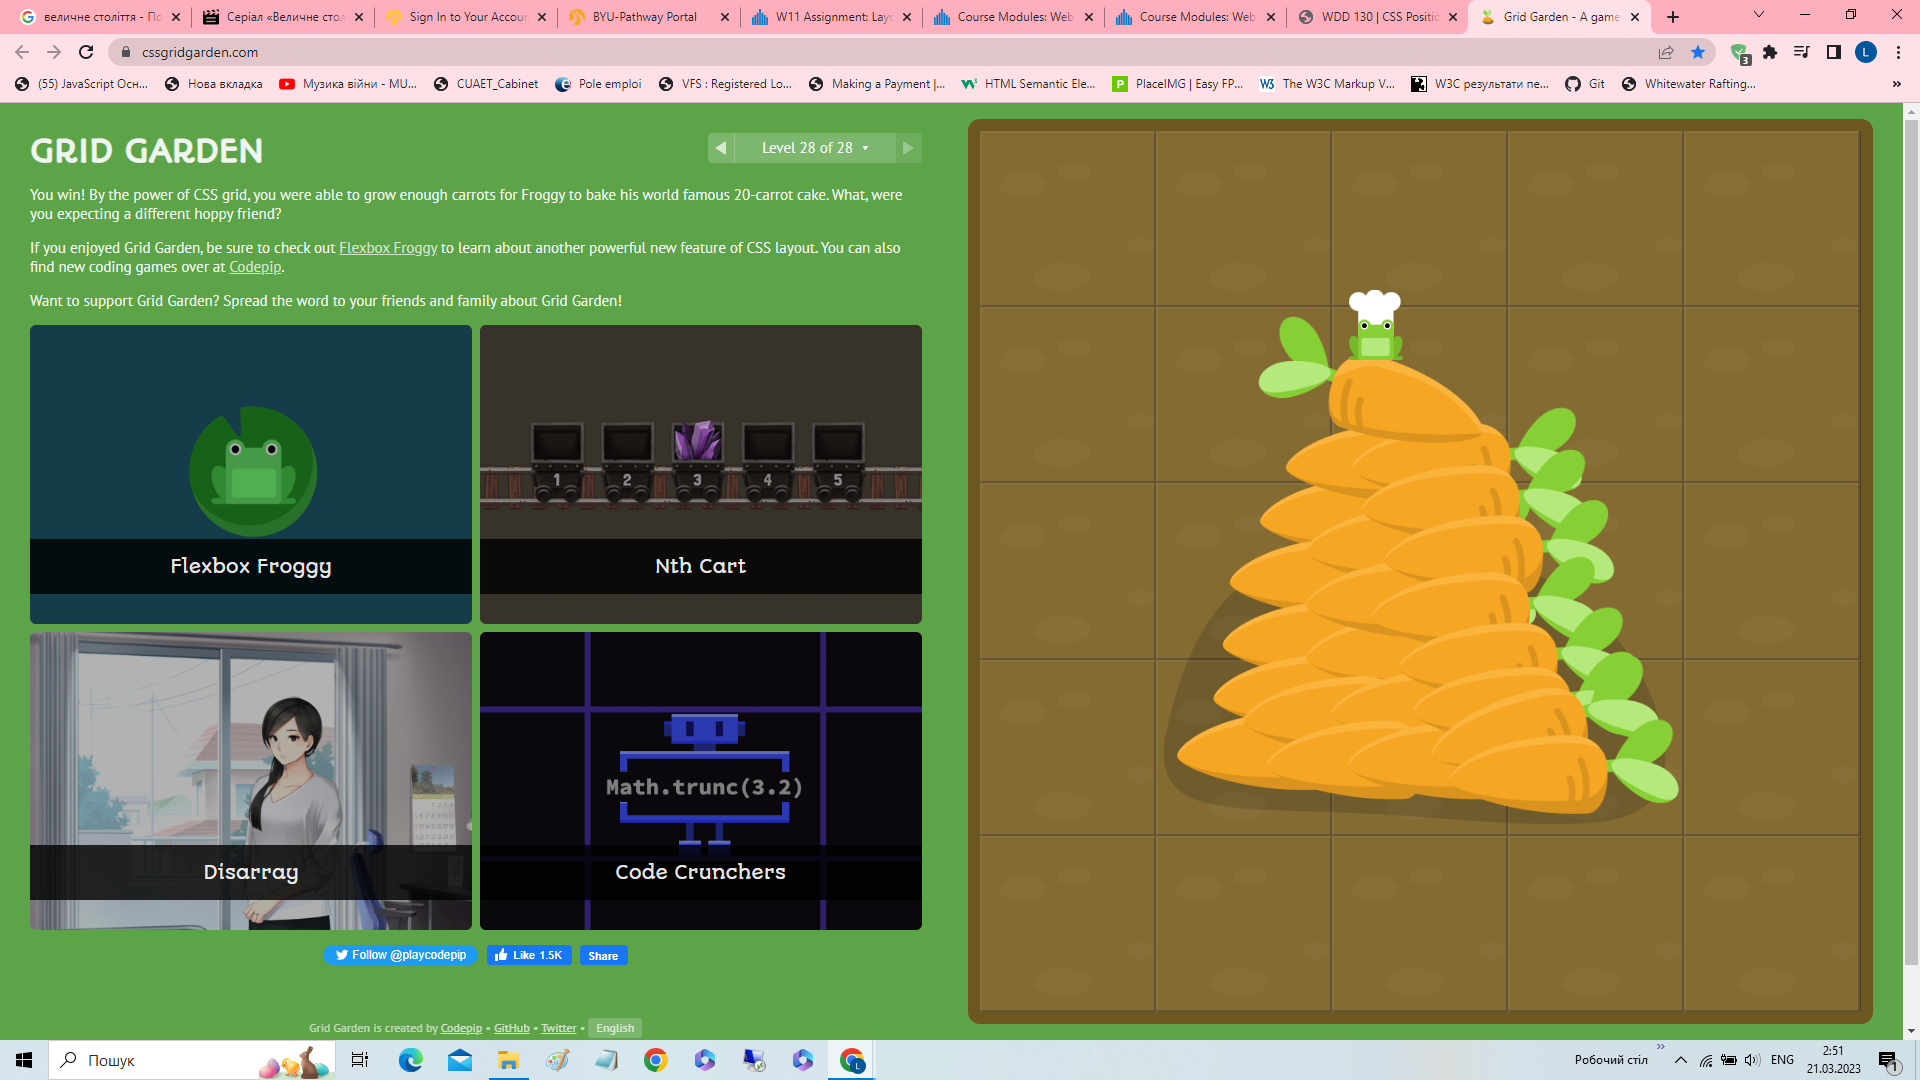 величне століття - По
Серіал «Величне стол
Sign In to Your Accour
BYU-Pathway Portal
W11 Assignment: Layo
Course Modules: Web
Course Modules: Web
WDD 130 | CSS Positio
Grid Garden - A game
cssgridgarden.com
3
L
(55) JavaScript Осн...
Нова вкладка
Музика війни - MU...
CUAET_Cabinet
Pole emploi
VFS : Registered Lo...
Making a Payment |...
HTML Semantic Ele...
PlaceIMG | Easy FP...
The W3C Markup V...
W3C результати пе...
Git
Whitewater Rafting...
»
GRID GARDEN
Level 28 of 28
You win! By the power of CSS grid, you were able to grow enough carrots for Froggy to bake his world famous 20-carrot cake. What, were
you expecting a different hoppy friend?
If you enjoyed Grid Garden, be sure to check out Flexbox Froggy to learn about another powerful new feature of CSS layout. You can also
find new coding games over at Codepip.
Want to support Grid Garden? Spread the word to your friends and family about Grid Garden!
1 2 3 4 5
Flexbox Froggy
Nth Cart
Math.trunc(3.2)
Disarray
Code Crunchers
Follow @playcodepip
Like 1.5K
Share
Grid Garden is created by Codepip • GitHub • Twitter • English
Пошук
Робочий стіл
»
ENG
2:51
21.03.2023
1